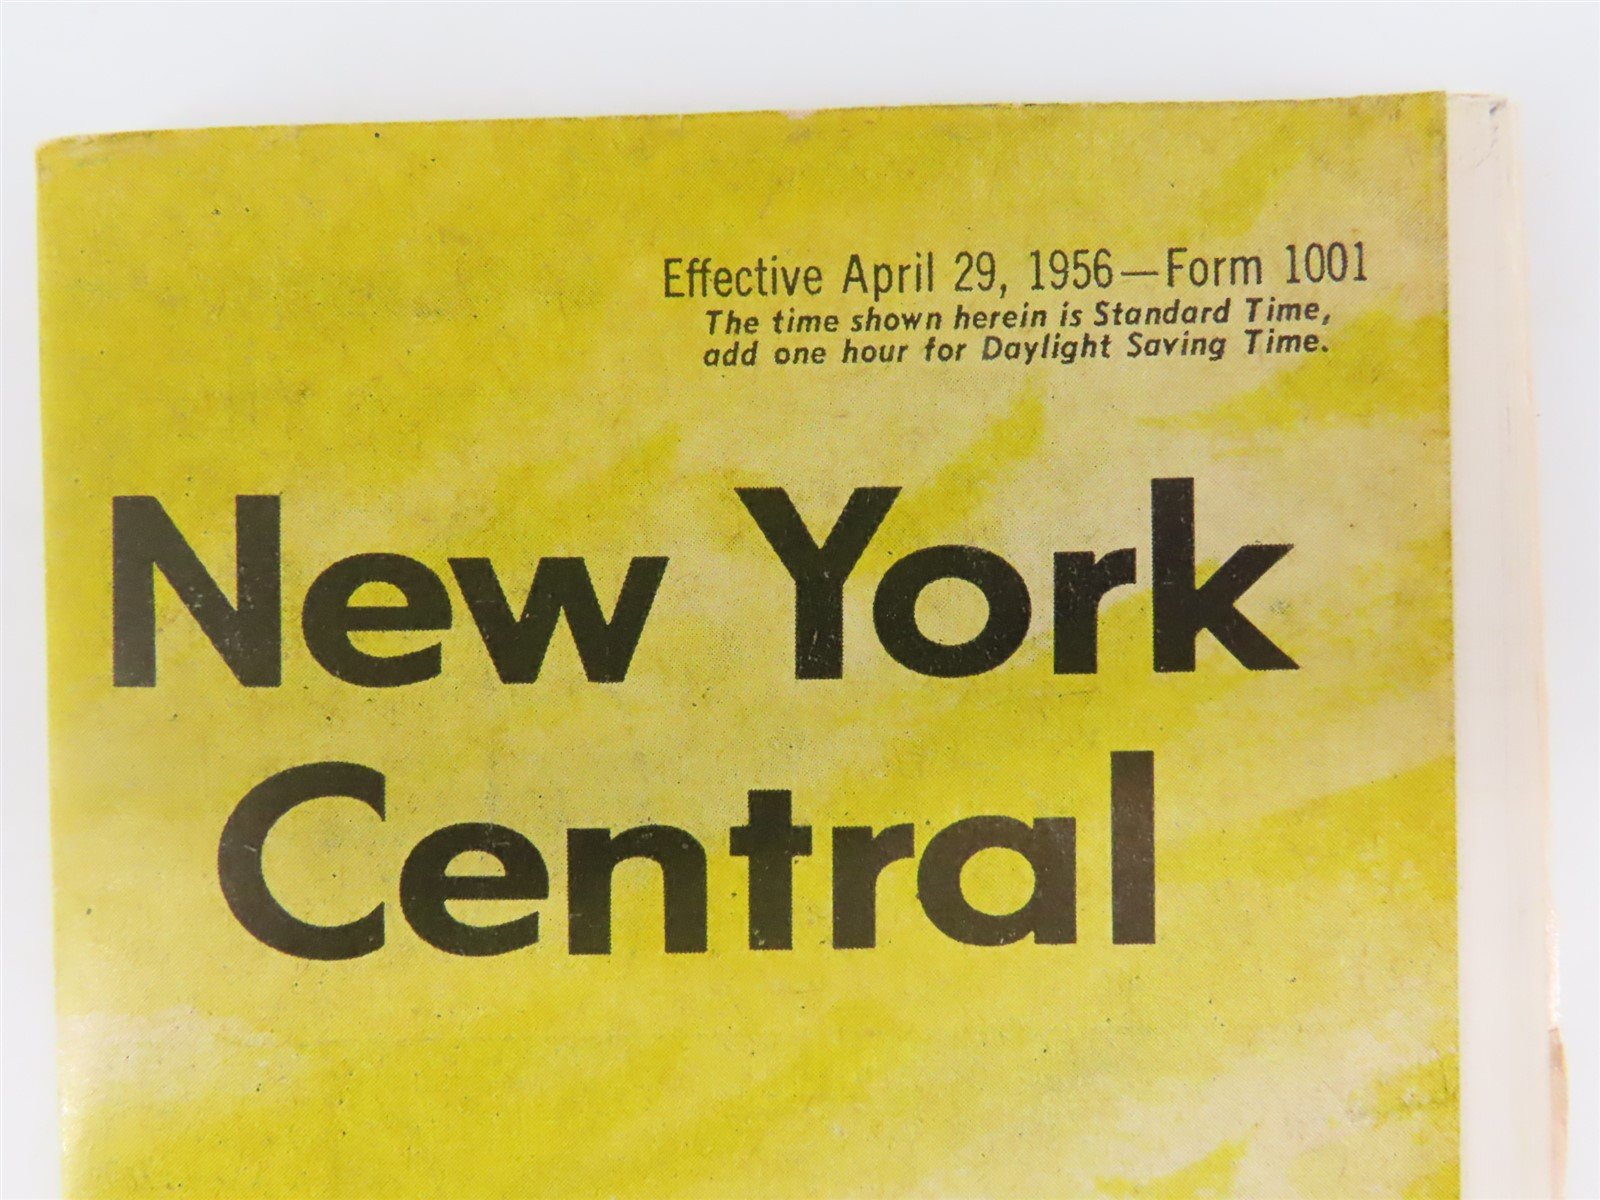 Effective April 29, 1956—Form 1001
The time shown herein is Standard Time,
add one hour for Daylight Saving Time.
New York
Central